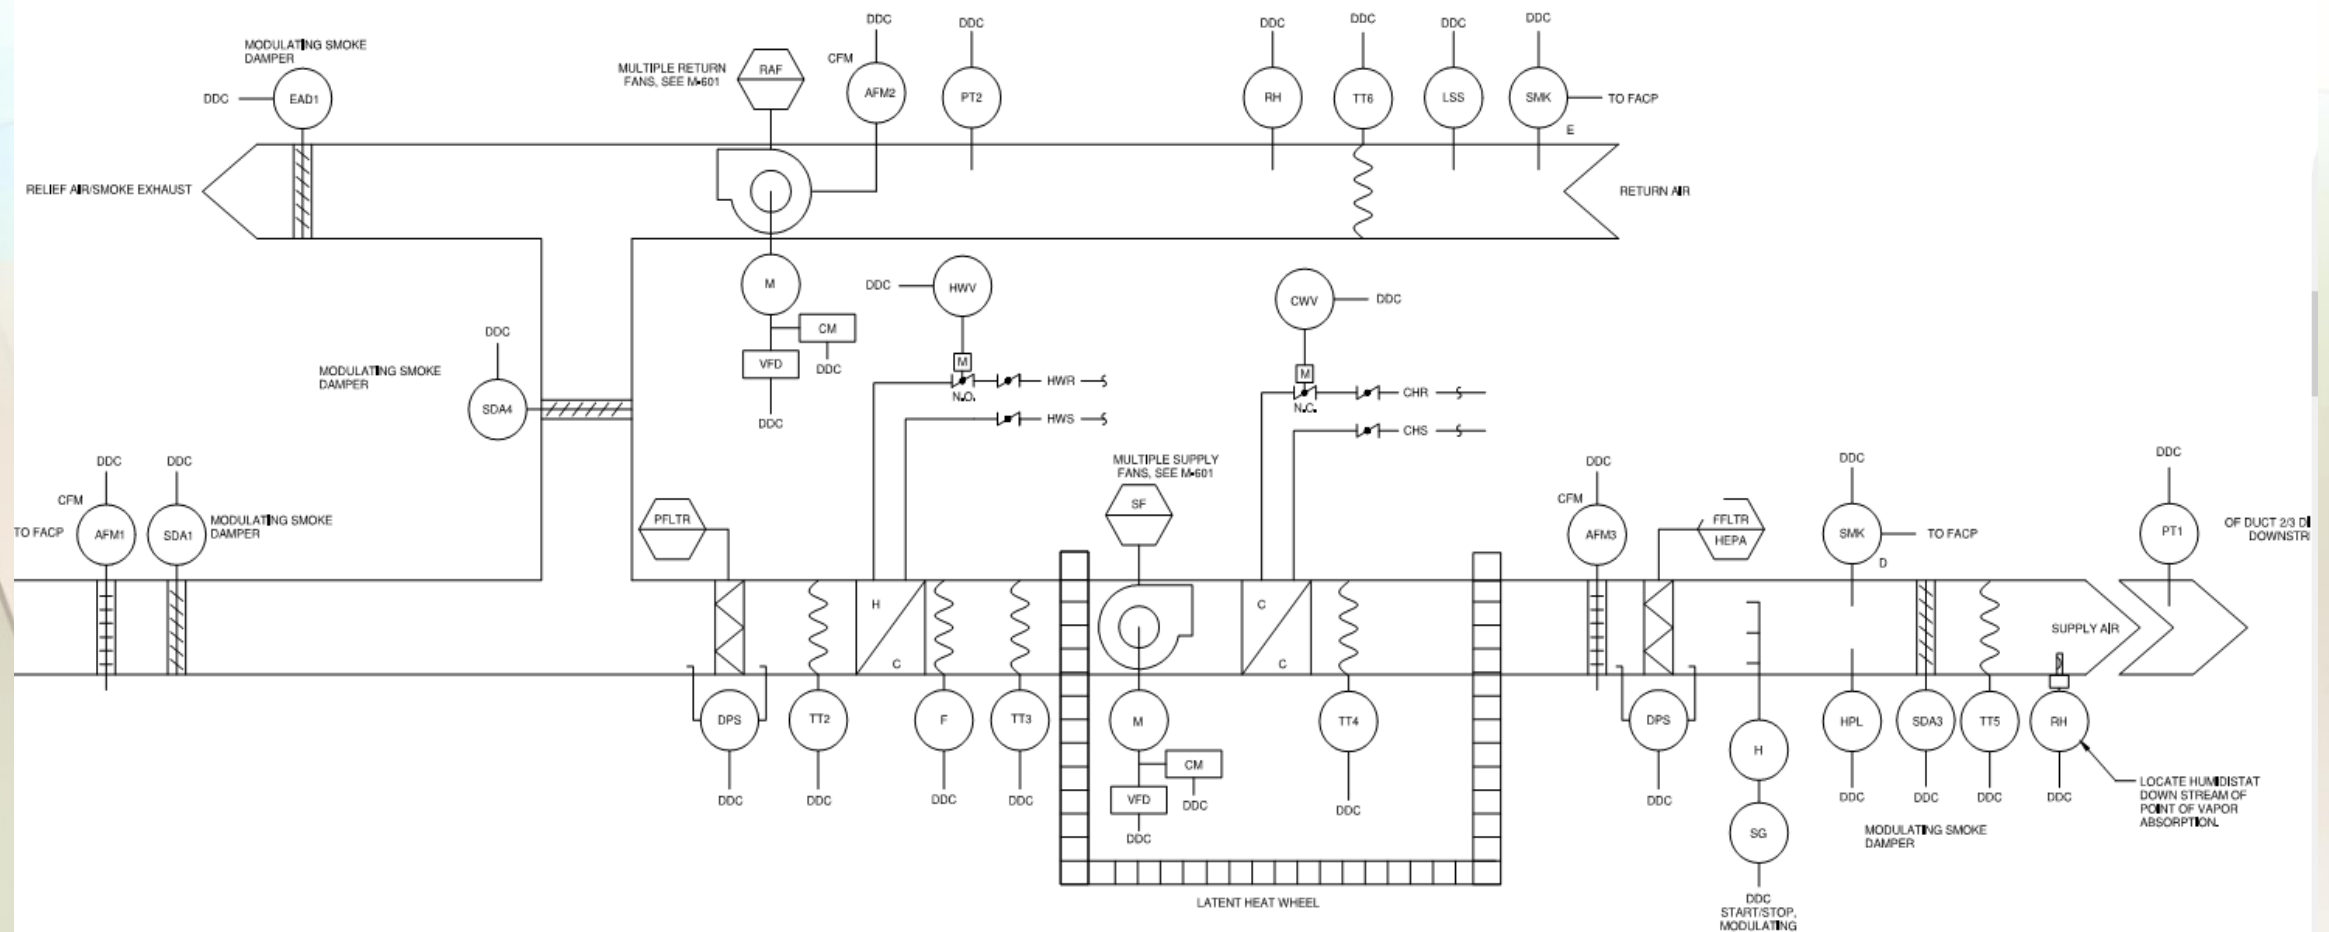 DDC
DDC
DDC
DDC
DDC
DDC
DDC
MODULATING SMOKE
DAMPER
CFM
MULTIPLE RETURN
FANS, SEE M-601
RAF
DDC
EAD1
AFM2
PT2
RH
TT6
LSS
SMK
TO FACP
E
RELIEF AIR/SMOKE EXHAUST
RETURN AIR
M
DDC
HWV
CWV
DDC
CM
VFD
DDC
DDC
M
HWR
N.O.
HWS
M
CHR
N.C.
CHS
DDC
MODULATING SMOKE
DAMPER
SDA4
DDC
DDC
CFM
TO FACP
AFM1
SDA1
MODULATING SMOKE
DAMPER
PFLTR
MULTIPLE SUPPLY
FANS, SEE M-601
SF
DDC
CFM
AFM3
FFLTR
HEPA
DDC
SMK
TO FACP
D
DDC
PT1
OF DUCT 2/3
DOWNSTR
H
C
C
C
SUPPLY AIR
DPS
TT2
F
TT3
M
TT4
DPS
H
HPL
SDA3
TT5
RH
DDC
DDC
DDC
DDC
CM
VFD
DDC
DDC
DDC
DDC
DDC
DDC
DDC
DDC
LOCATE HUMIDISTAT
DOWN STREAM OF
POINT OF VAPOR
ABSORPTION.
SG
MODULATING SMOKE
DAMPER
LATENT HEAT WHEEL
DDC
START/STOP,
MODULATING